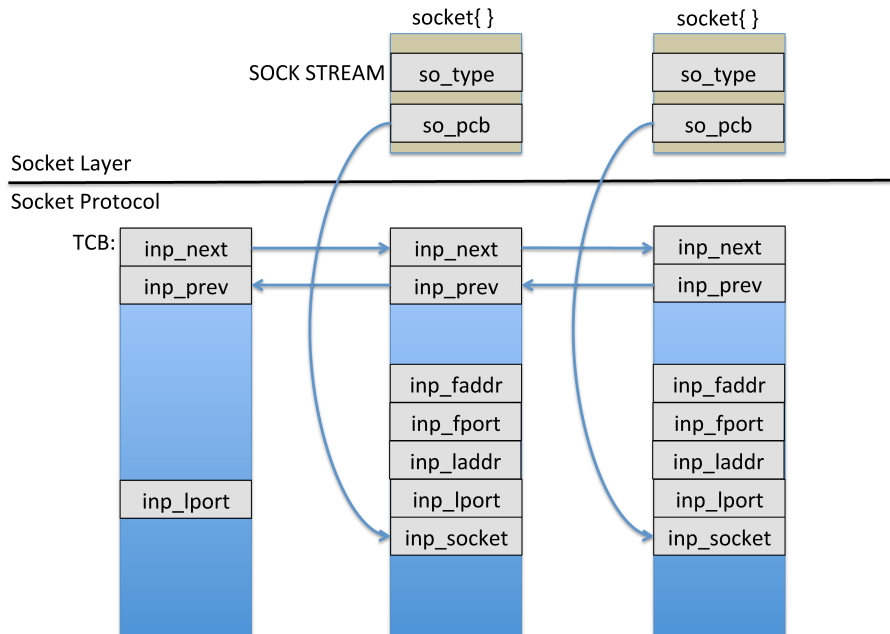 socket{ } socket{ }
SOCK STREAM so_type so_type
so_pcb so_pcb
Socket Layer
Socket Protocol
TCB: inp_next inp_next inp_next
inp_prev inp_prev inp_prev
inp_faddr inp_faddr
inp_fport inp_fport
inp_laddr inp_laddr
inp_lport inp_lport inp_lport
inp_socket inp_socket